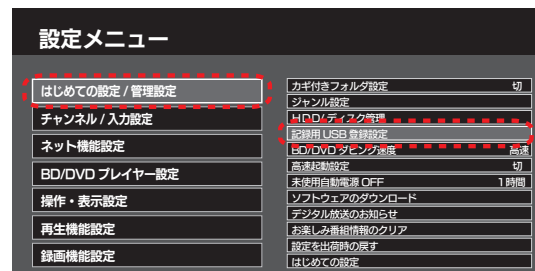 設定メニュー
はじめての設定 / 管理設定
チャンネル / 入力設定
ネット機能設定
BD/DVD プレイヤー設定
操作・表示設定
再生機能設定
録画機能設定
カギ付きフォルダ設定 切
ジャンル設定
HDD/ディスク管理
記録用 USB 登録設定
BD/DVD ダビング速度 高速
高速起動設定 切
未使用自動電源 OFF 1時間
ソフトウェアのダウンロード
デジタル放送のお知らせ
お楽しみ番組情報のクリア
設定を出荷時の戻す
はじめての設定